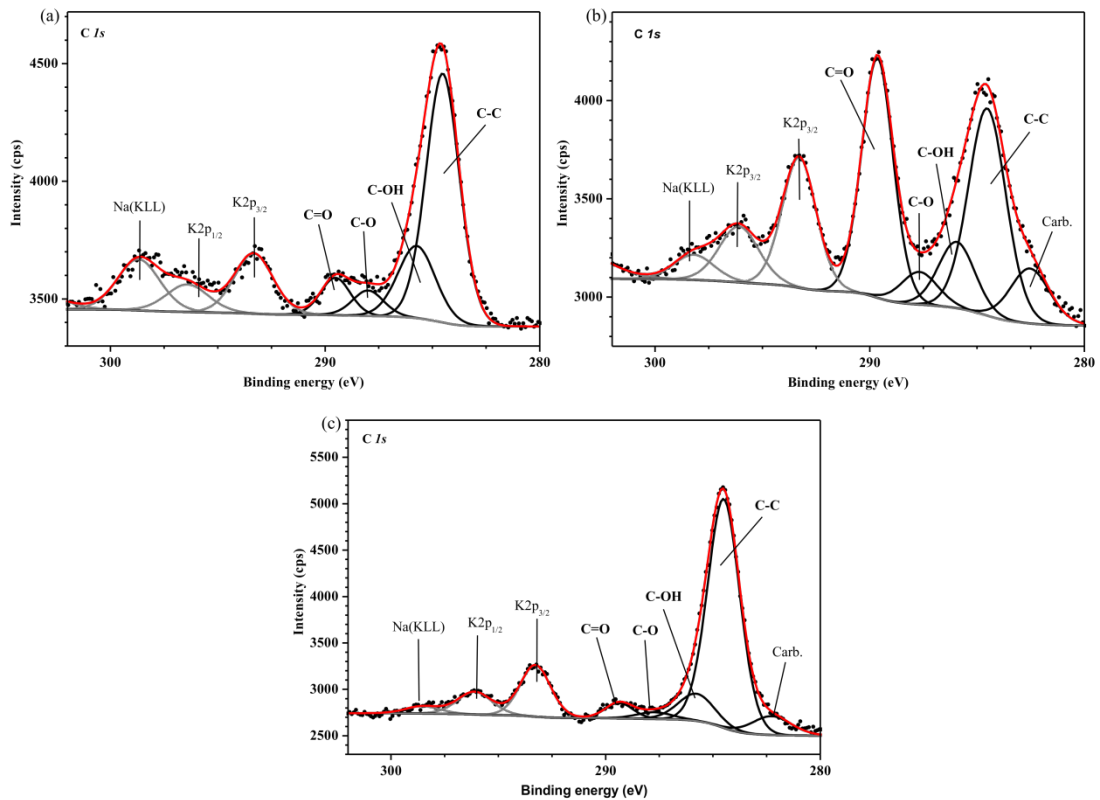 (a)
C 1s
4500
4000
3500
Intensity (cps)
Na(KLL)
K2p1/2
K2p3/2
C=O
C-O
C-OH
C-C
300
290
280
Binding energy (eV)
(b)
C 1s
4000
3500
3000
Intensity (cps)
Na(KLL)
K2p3/2
K2p3/2
C=O
C-O
C-OH
C-C
Carb.
300
290
280
Binding energy (eV)
(c)
C 1s
5500
5000
4500
4000
3500
3000
2500
Intensity (cps)
Na(KLL)
K2p1/2
K2p3/2
C=O
C-O
C-OH
C-C
Carb.
300
290
280
Binding energy (eV)